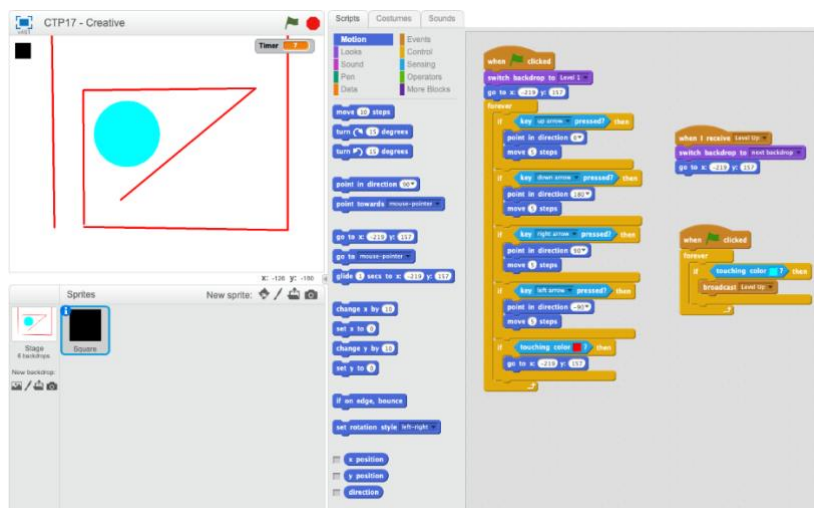 CTP17 - Creative
v461
Timer 7
X: -126 y: -180
Sprites
New sprite:
Stage
6 backdrops
New backdrop:
Square
Scripts Costumes Sounds
Motion Events
Looks Control
Sound Sensing
Pen Operators
Data More Blocks
move 10 steps
turn 15 degrees
turn 15 degrees
point in direction 90
point towards mouse-pointer
go to x: -219 y: 157
go to mouse-pointer
glide 1 secs to x: -219 y: 157
change x by 10
set x to 0
change y by 10
set y to 0
if on edge, bounce
set rotation style left-right
x position
y position
direction
when clicked
switch backdrop to Level 1
go to x: -219 y: 157
forever
if key up arrow pressed? then
point in direction 0
move 5 steps
if key down arrow pressed? then
point in direction 180
move 5 steps
if key right arrow pressed? then
point in direction 90
move 5 steps
if key left arrow pressed? then
point in direction -90
move 5 steps
if touching color ? then
go to x: -219 y: 157
when I receive Level Up
switch backdrop to next backdrop
go to x: -219 y: 157
when clicked
forever
if touching color ? then
broadcast Level Up